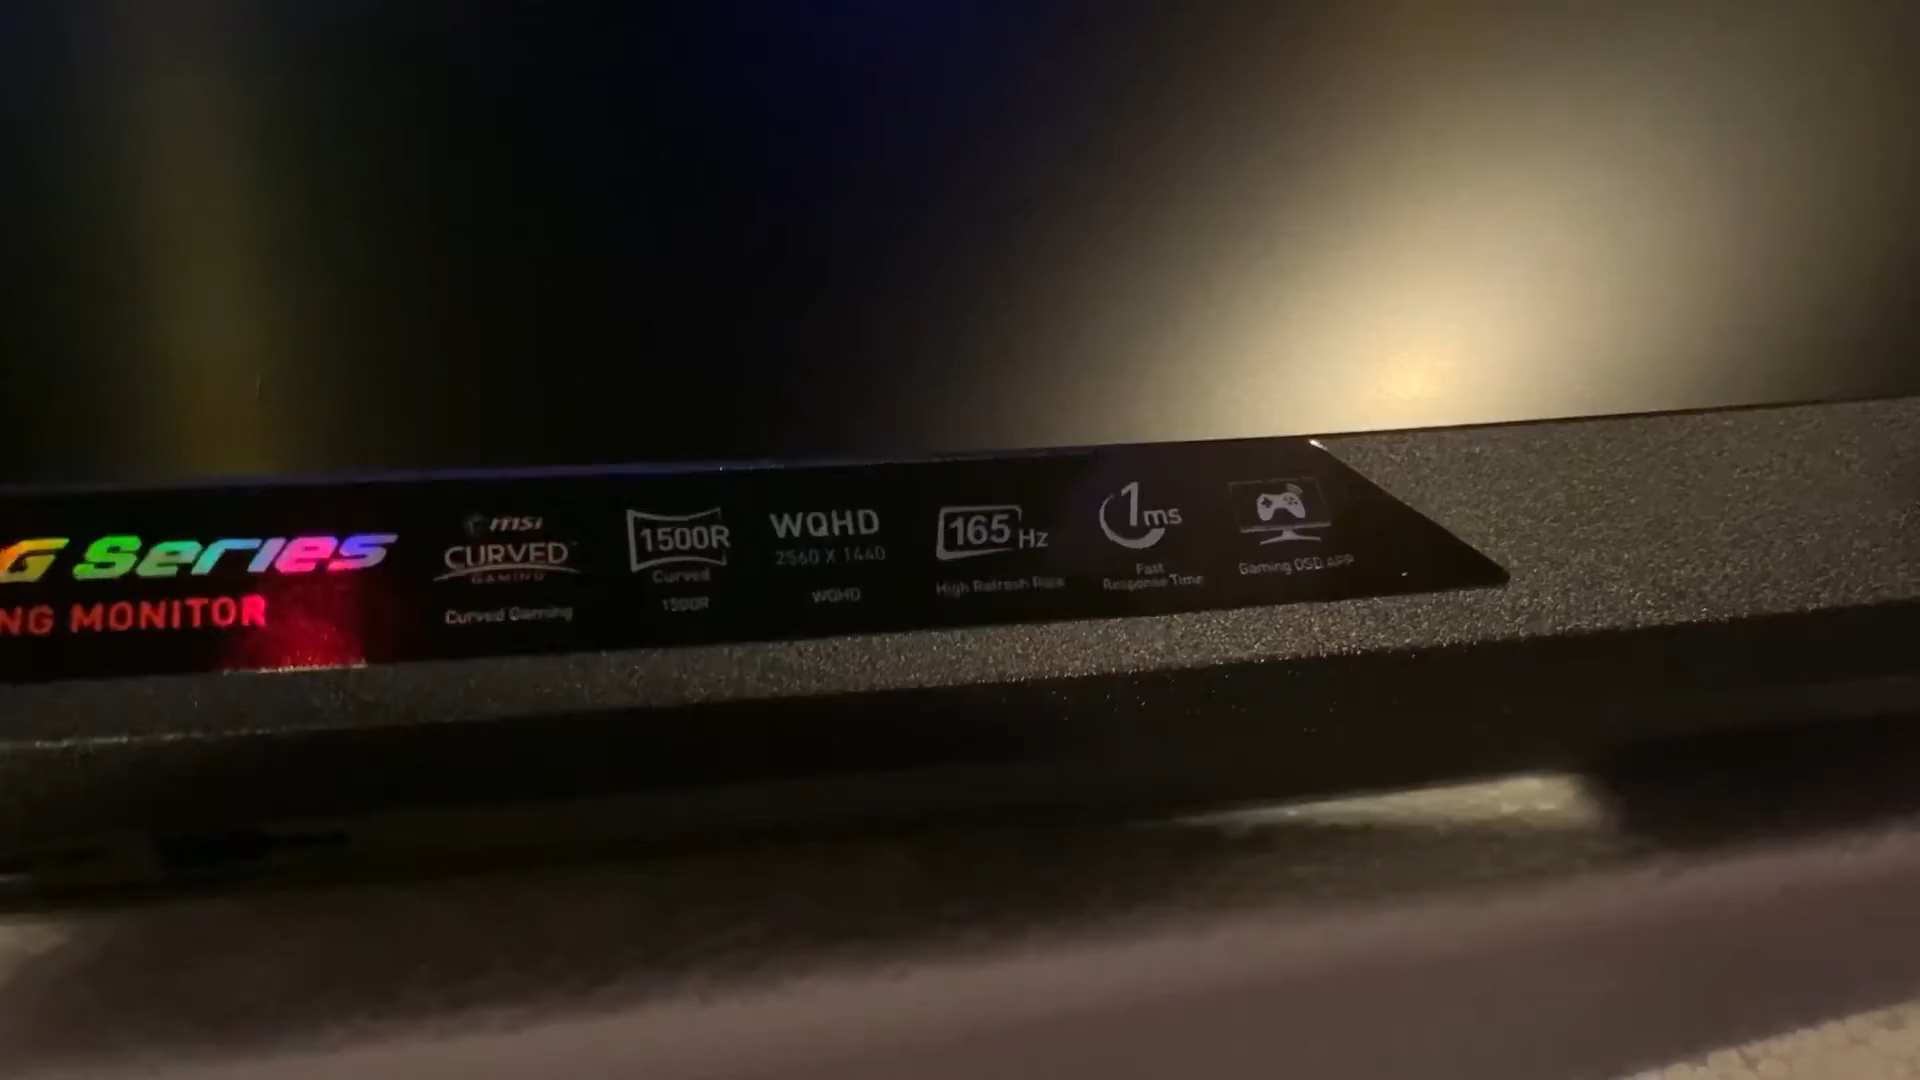 G Series
NG MONITOR
msi
CURVED
GAMING
Curved Gaming
1500R
Curved
1500R
WQHD
2560 X 1440
WQHD
165 Hz
High Refresh Rate
1ms
Fast
Response Time
Gaming OSD APP